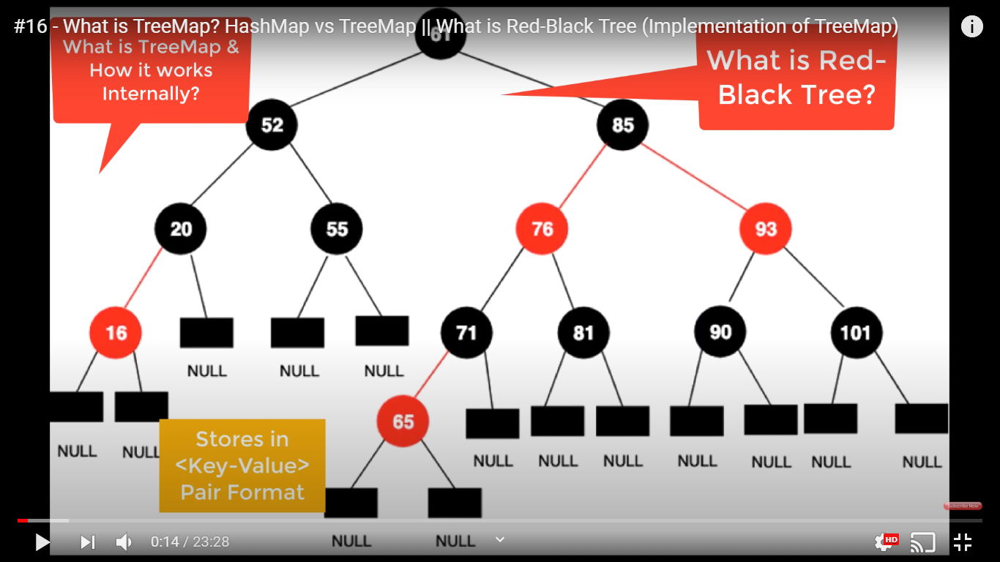 #16 - What is TreeMap? HashMap vs TreeMap || What is Red-Black Tree (Implementation of TreeMap)
What is TreeMap &
How it works
Internally?
What is Red-
Black Tree?
61
52
85
20
55
76
93
16
71
81
90
101
NULL
NULL
NULL
65
NULL
NULL
NULL
NULL
NULL
NULL
NULL
NULL
NULL
Stores in
<Key-Value>
Pair Format
NULL
NULL
Subscribe Now
0:14 / 23:28
HD